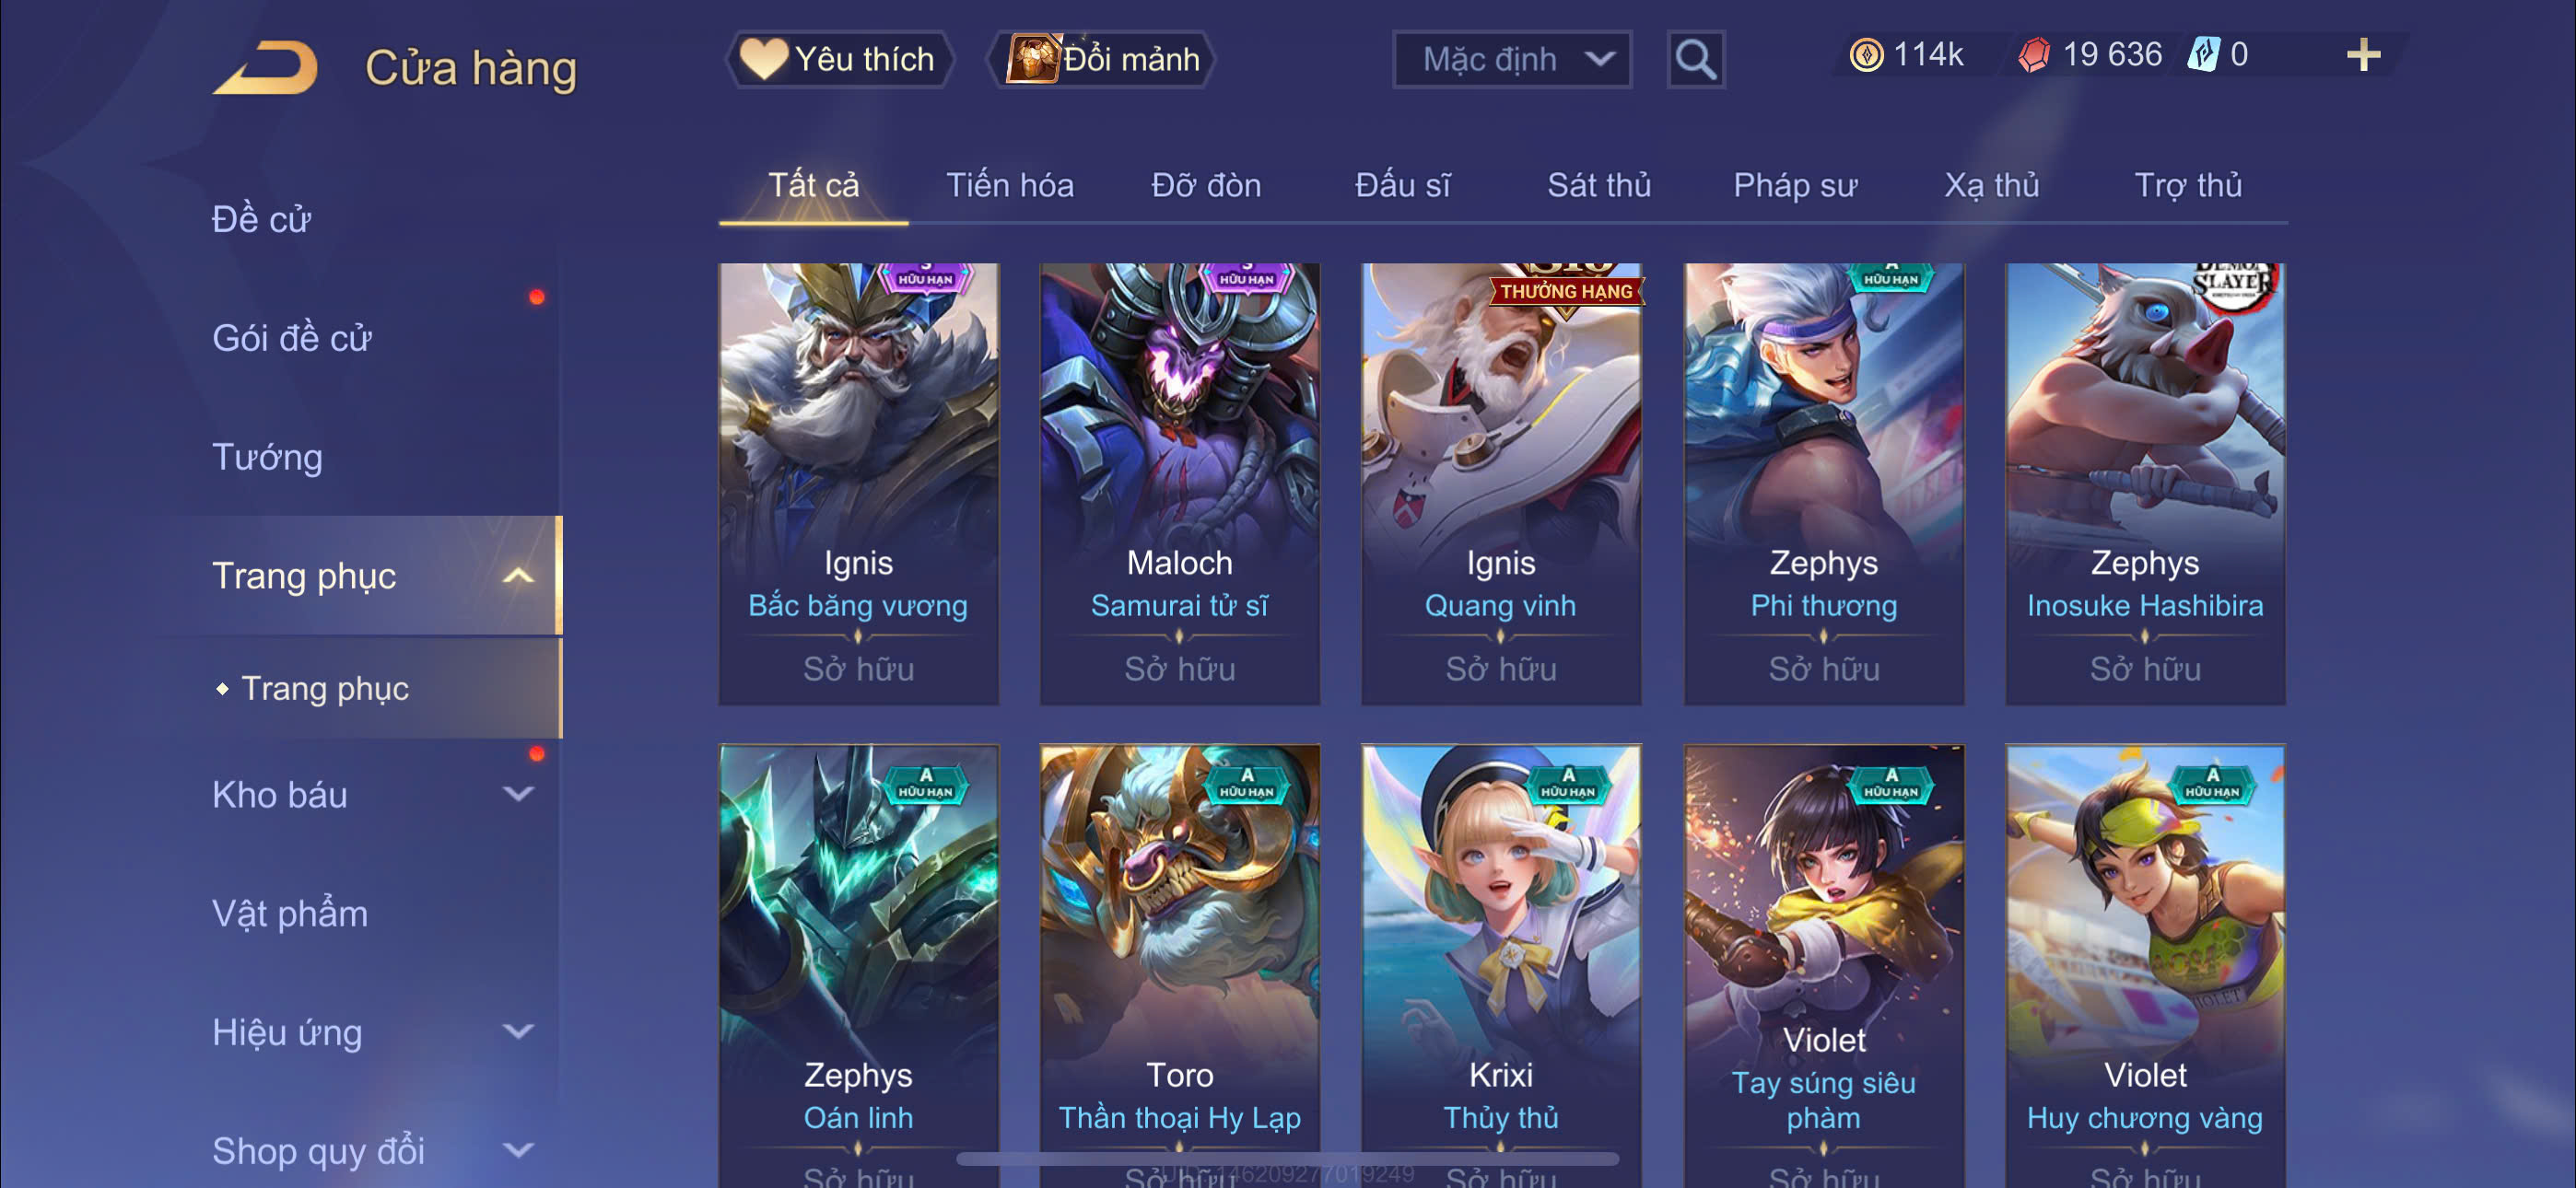 Cửa hàng
Yêu thích
Đổi mảnh
Mặc định
114k
19 636
0
Đề cử
Gói đề cử
Tướng
Trang phục
Trang phục
Kho báu
Vật phẩm
Hiệu ứng
Shop quy đổi
Tất cả
Tiến hóa
Đỡ đòn
Đấu sĩ
Sát thủ
Pháp sư
Xạ thủ
Trợ thủ
S
HỮU HẠN
Ignis
Bắc băng vương
Sở hữu
S
HỮU HẠN
Maloch
Samurai tử sĩ
Sở hữu
THƯỞNG HẠNG
Ignis
Quang vinh
Sở hữu
A
HỮU HẠN
Zephys
Phi thương
Sở hữu
DEMON
SLAYER
Zephys
Inosuke Hashibira
Sở hữu
A
HỮU HẠN
Zephys
Oán linh
Sở hữu
A
HỮU HẠN
Toro
Thần thoại Hy Lạp
Sở hữu
A
HỮU HẠN
Krixi
Thủy thủ
Sở hữu
A
HỮU HẠN
Violet
Tay súng siêu
phàm
Sở hữu
A
HỮU HẠN
VIOLET
Violet
Huy chương vàng
Sở hữu
UID: 146209277019249